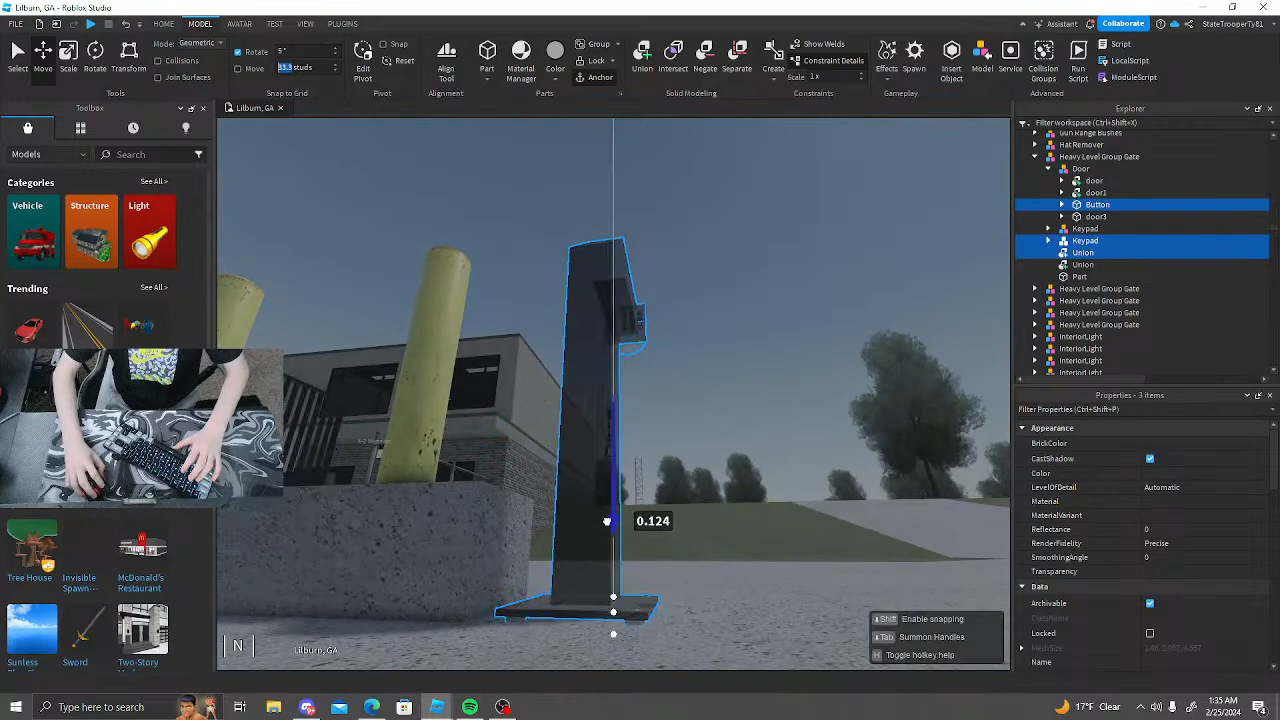 Lilburn, GA - Roblox Studio
FILE
HOME
MODEL
AVATAR
TEST
VIEW
PLUGINS
Assistant
Collaborate
StateTrooperTy81
Select
Move
Scale
Rotate
Transform
Mode: Geometric
Collisions
Join Surfaces
Tools
Rotate
5°
Move
33.3 studs
Snap to Grid
Edit
Pivot
Snap
Reset
Pivot
Align
Tool
Alignment
Part
Material
Manager
Color
Group
Lock
Anchor
Parts
Union
Intersect
Negate
Separate
Solid Modeling
Create
Show Welds
Constraint Details
Scale 1x
Constraints
Effects
Spawn
Gameplay
Insert
Object
Model
Service
Collision
Groups
Run
Script
Script
LocalScript
ModuleScript
Advanced
Toolbox
Models
Search
Categories
See All >
Vehicle
Structure
Light
Trending
See All >
Tree House
Invisible
Spawn···
McDonald's
Restaurant
Sunless
Sword
Two-Story
Lilburn, GA
0.124
N
Lilburn, GA
Shift
Enable snapping
Tab
Summon Handles
H
Toggle hotkey help
Explorer
Filter workspace (Ctrl+Shift+X)
Gun Range Bushes
Hat Remover
Heavy Level Group Gate
Door
door
door1
Button
door3
Keypad
Keypad
Union
Union
Part
Heavy Level Group Gate
Heavy Level Group Gate
Heavy Level Group Gate
Heavy Level Group Gate
InteriorLight
InteriorLight
InteriorLight
InteriorLight
Properties - 3 items
Filter Properties (Ctrl+Shift+P)
Appearance
BrickColor
CastShadow
Color
LevelOfDetail
Automatic
Material
MaterialVariant
Reflectance
0
RenderFidelity
Precise
SmoothingAngle
0
Transparency
Data
Archivable
ClassName
Locked
MeshSize
Name
Type here to search
17°F Clear
1:35 AM
2/25/2024